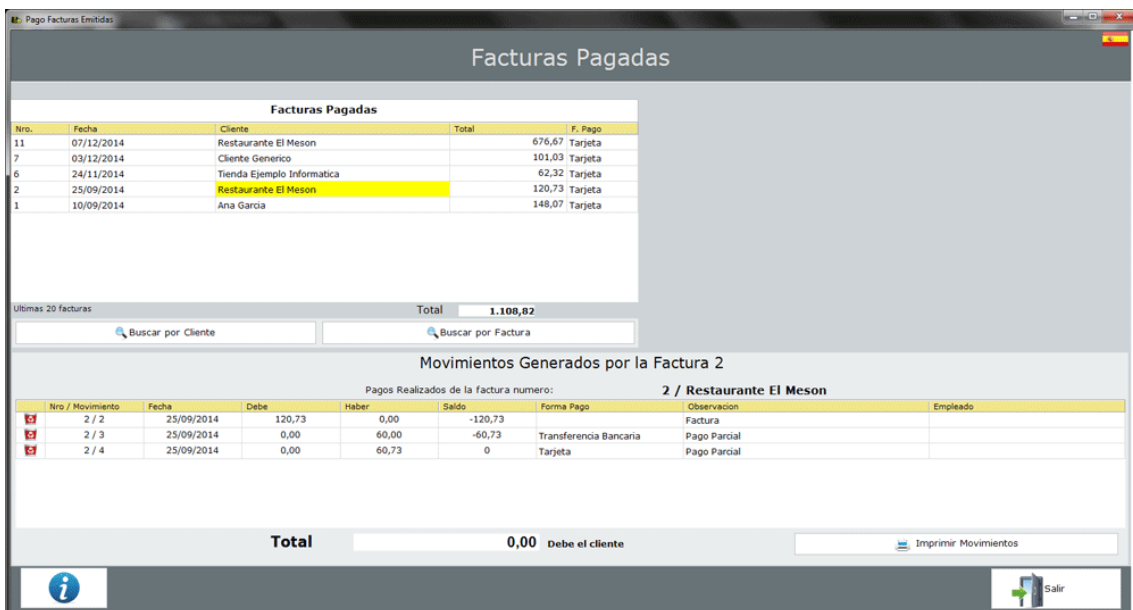 Pago Facturas Emitidas
Facturas Pagadas
Facturas Pagadas
Nro. Fecha Cliente Total F. Pago
11 07/12/2014 Restaurante El Meson 676,67 Tarjeta
7 03/12/2014 Cliente Generico 101,03 Tarjeta
6 24/11/2014 Tienda Ejemplo Informatica 62,32 Tarjeta
2 25/09/2014 Restaurante El Meson 120,73 Tarjeta
1 10/09/2014 Ana Garcia 148,07 Tarjeta
Ultimas 20 facturas Total 1.108,82
Buscar por Cliente Buscar por Factura
Movimientos Generados por la Factura 2
Pagos Realizados de la factura numero: 2 / Restaurante El Meson
Nro / Movimiento Fecha Debe Haber Saldo Forma Pago Observacion Empleado
2 / 2 25/09/2014 120,73 0,00 -120,73 Factura
2 / 3 25/09/2014 0,00 60,00 -60,73 Transferencia Bancaria Pago Parcial
2 / 4 25/09/2014 0,00 60,73 0 Tarjeta Pago Parcial
Total 0,00 Debe el cliente Imprimir Movimientos
i Salir